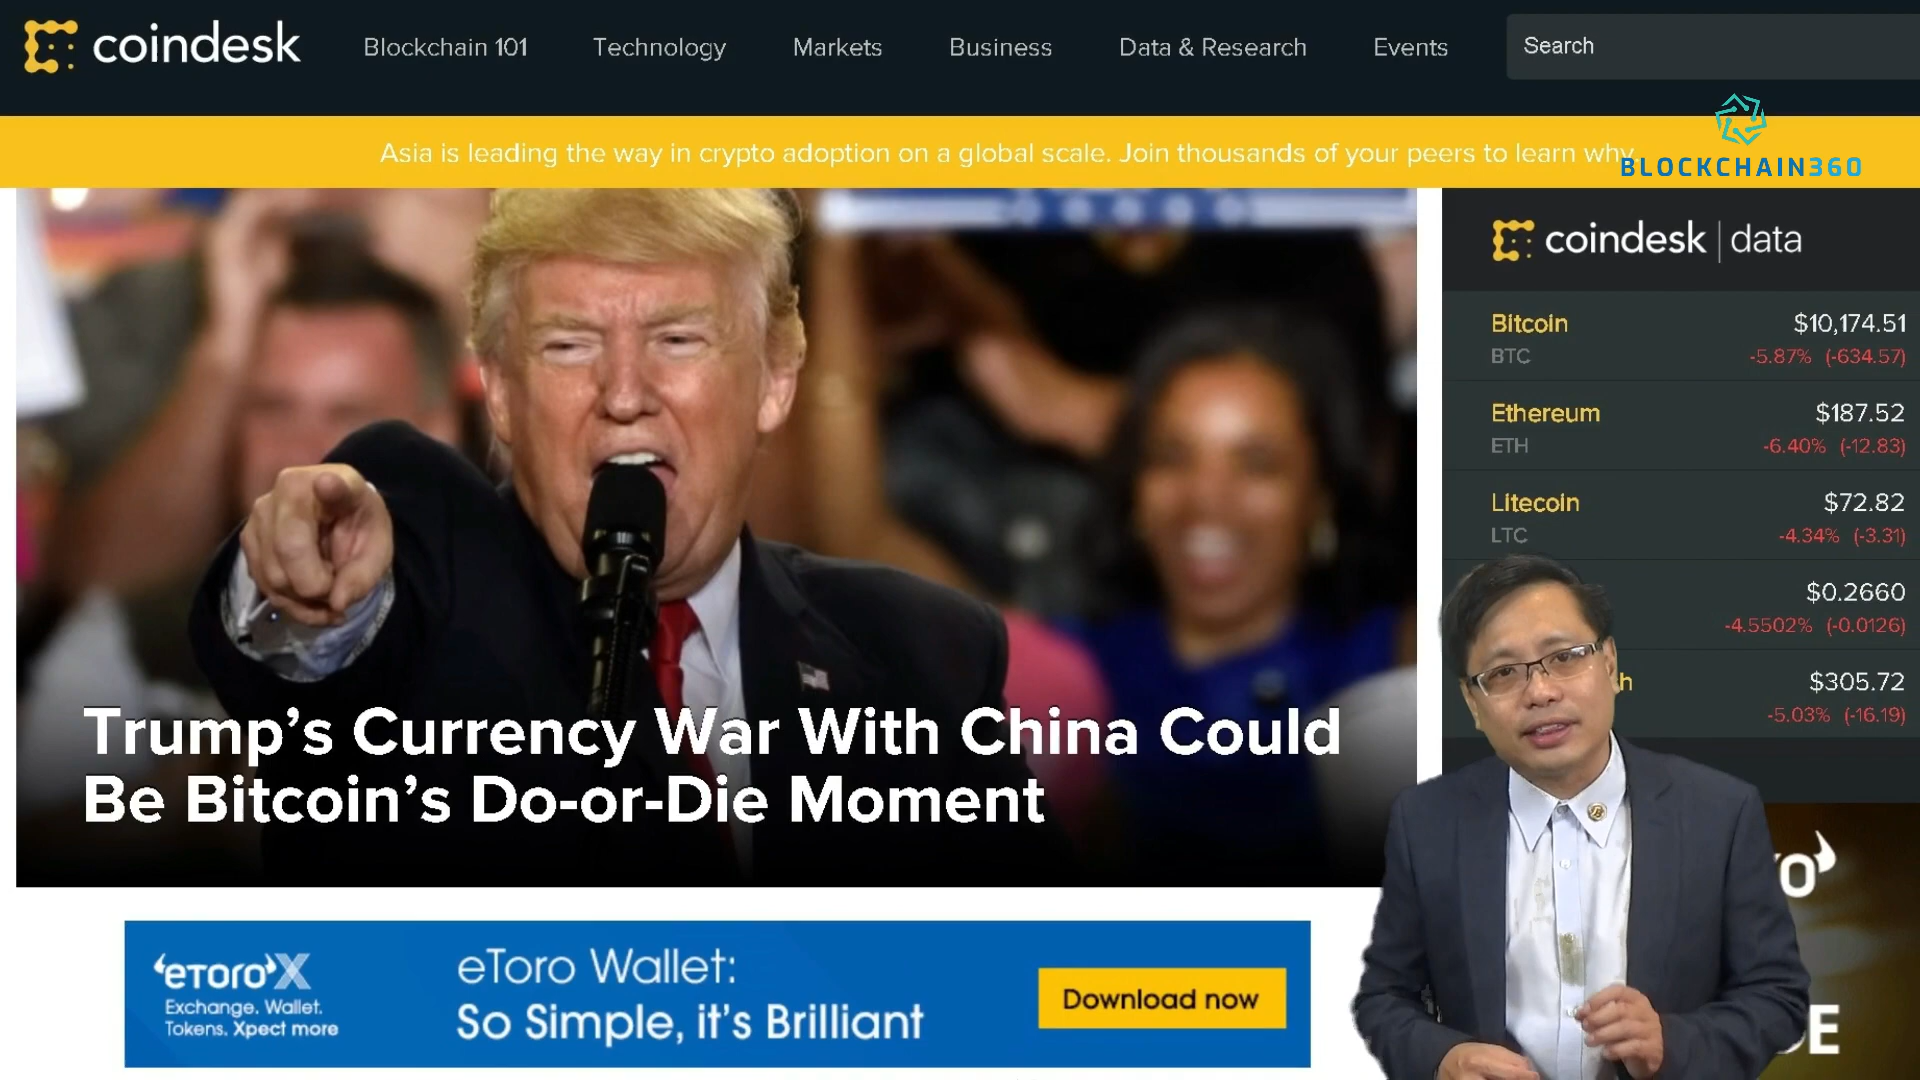 coindesk
Blockchain 101
Technology
Markets
Business
Data & Research
Events
Search
Asia is leading the way in crypto adoption on a global scale. Join thousands of your peers to learn why.
BLOCKCHAIN360
coindesk | data
Bitcoin $10,174.51
BTC -5.87% (-634.57)
Ethereum $187.52
ETH -6.40% (-12.83)
Litecoin $72.82
LTC -4.34% (-3.31)
$0.2660
-4.5502% (-0.0126)
h $305.72
-5.03% (-16.19)
Trump's Currency War With China Could
Be Bitcoin's Do-or-Die Moment
eToroX
Exchange. Wallet.
Tokens. Xpect more
eToro Wallet:
So Simple, it's Brilliant
Download now